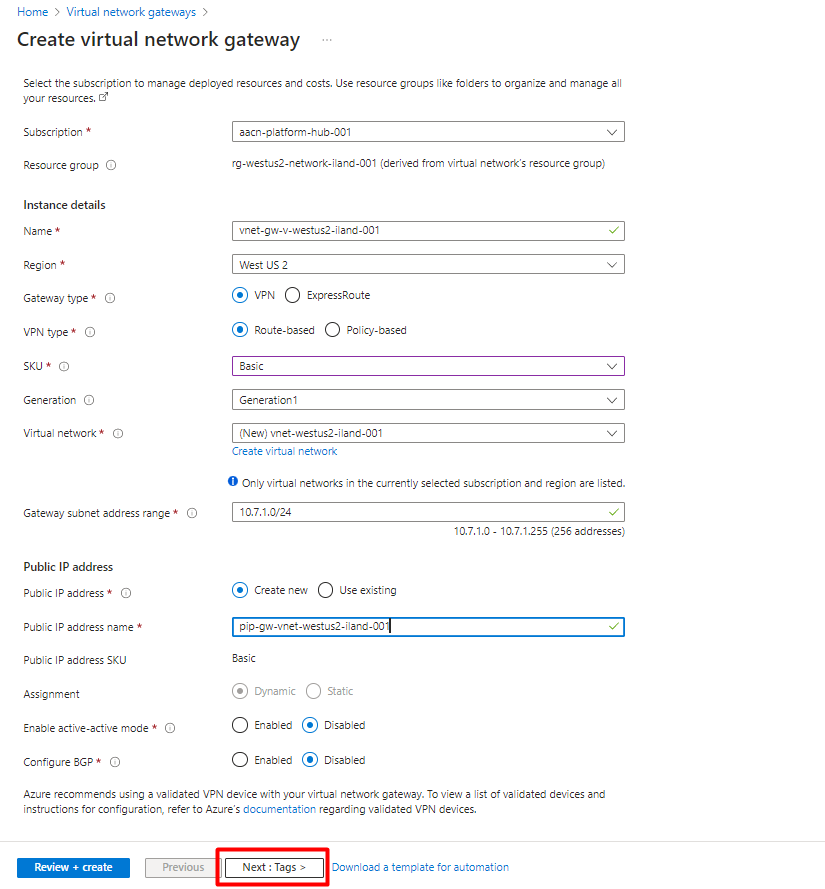 Home > Virtual network gateways >
Create virtual network gateway ...
Select the subscription to manage deployed resources and costs. Use resource groups like folders to organize and manage all
your resources.
Subscription * aacn-platform-hub-001
Resource group rg-westus2-network-iland-001 (derived from virtual network's resource group)
Instance details
Name * vnet-gw-v-westus2-iland-001
Region * West US 2
Gateway type * VPN ExpressRoute
VPN type * Route-based Policy-based
SKU * Basic
Generation Generation1
Virtual network * (New) vnet-westus2-iland-001
Create virtual network
Only virtual networks in the currently selected subscription and region are listed.
Gateway subnet address range * 10.7.1.0/24
10.7.1.0 - 10.7.1.255 (256 addresses)
Public IP address
Public IP address * Create new Use existing
Public IP address name * pip-gw-vnet-westus2-iland-001
Public IP address SKU Basic
Assignment Dynamic Static
Enable active-active mode * Enabled Disabled
Configure BGP * Enabled Disabled
Azure recommends using a validated VPN device with your virtual network gateway. To view a list of validated devices and
instructions for configuration, refer to Azure's documentation regarding validated VPN devices.
Review + create Previous Next : Tags > Download a template for automation